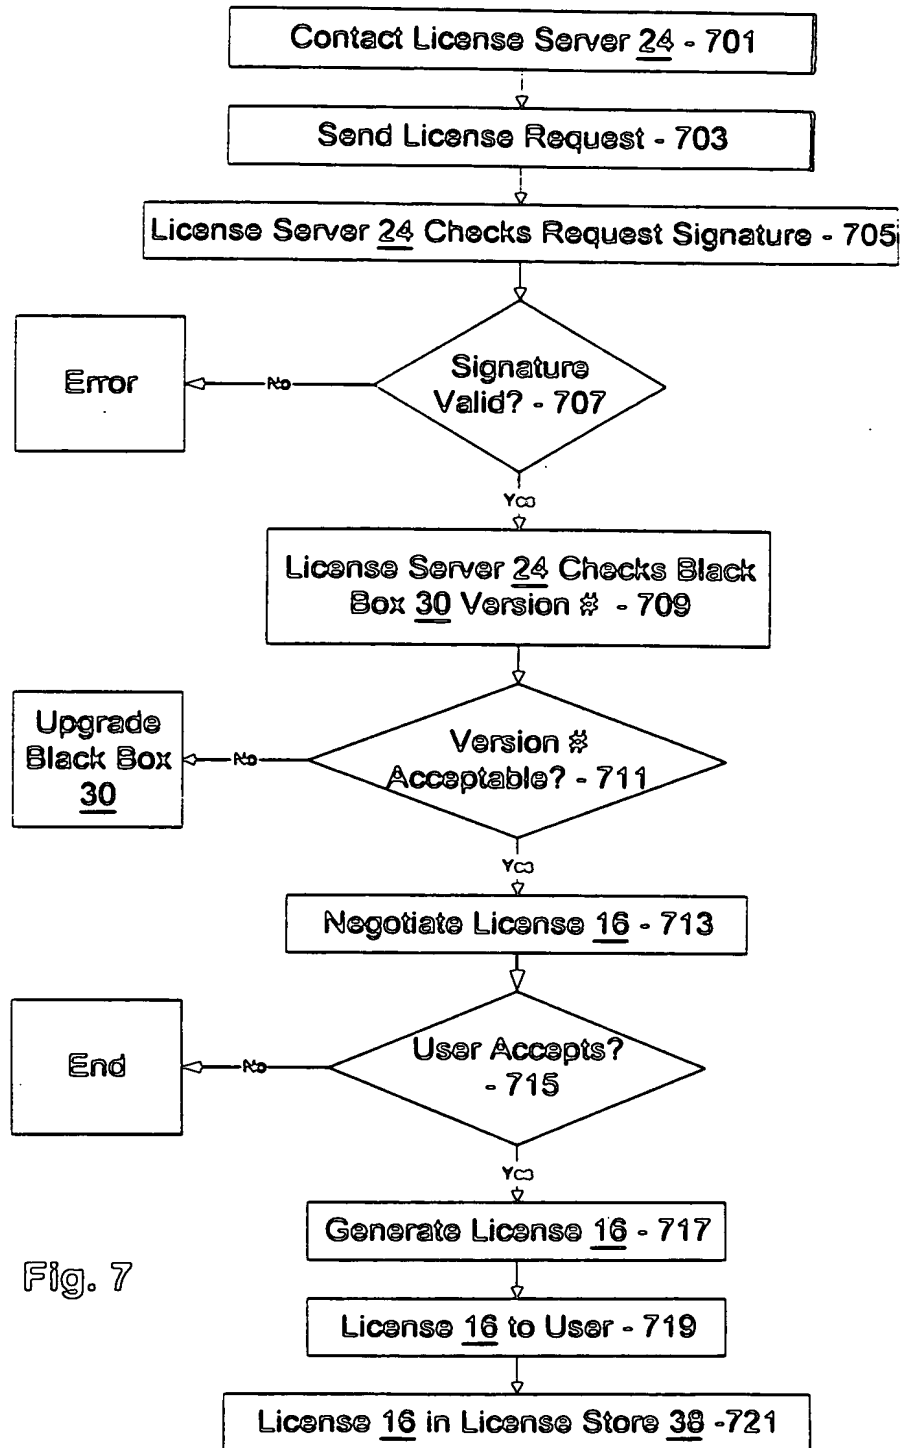 Contact License Server 24 - 701
Send License Request - 703
License Server 24 Checks Request Signature - 705
Signature
Valid? - 707
No
Error
Yes
License Server 24 Checks Black
Box 30 Version # - 709
Version #
Acceptable? - 711
No
Upgrade
Black Box
30
Yes
Negotiate License 16 - 713
User Accepts?
- 715
No
End
Yes
Generate License 16 - 717
Fig. 7
License 16 to User - 719
License 16 in License Store 38 -721